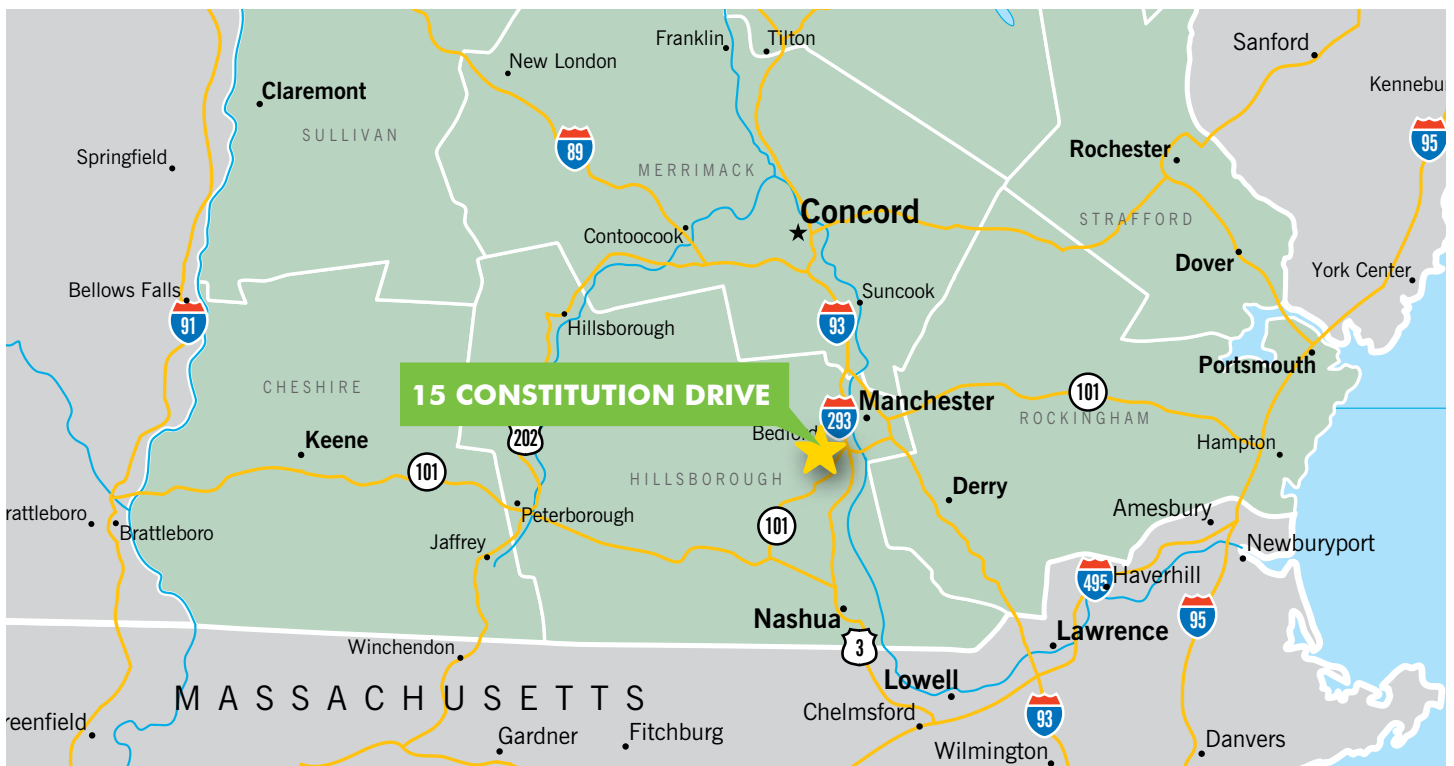 Franklin
Tilton
Sanford
New London
Kennebu
Claremont
SULLIVAN
95
89
Rochester
Springfield
MERRIMACK
Concord
STRAFFORD
Contoocook
Dover
York Center
Bellows Falls
Suncook
91
93
Hillsborough
Portsmouth
CHESHIRE
15 CONSTITUTION DRIVE
101
Manchester
293
ROCKINGHAM
Bedford
Keene
202
Hampton
101
HILLSBOROUGH
Derry
Amesbury
rattleboro
Peterborough
101
Brattleboro
Jaffrey
Newburyport
495
Haverhill
Nashua
95
Lawrence
Winchendon
3
Lowell
MASSACHUSETTS
Chelmsford
93
reenfield
Gardner
Fitchburg
Danvers
Wilmington